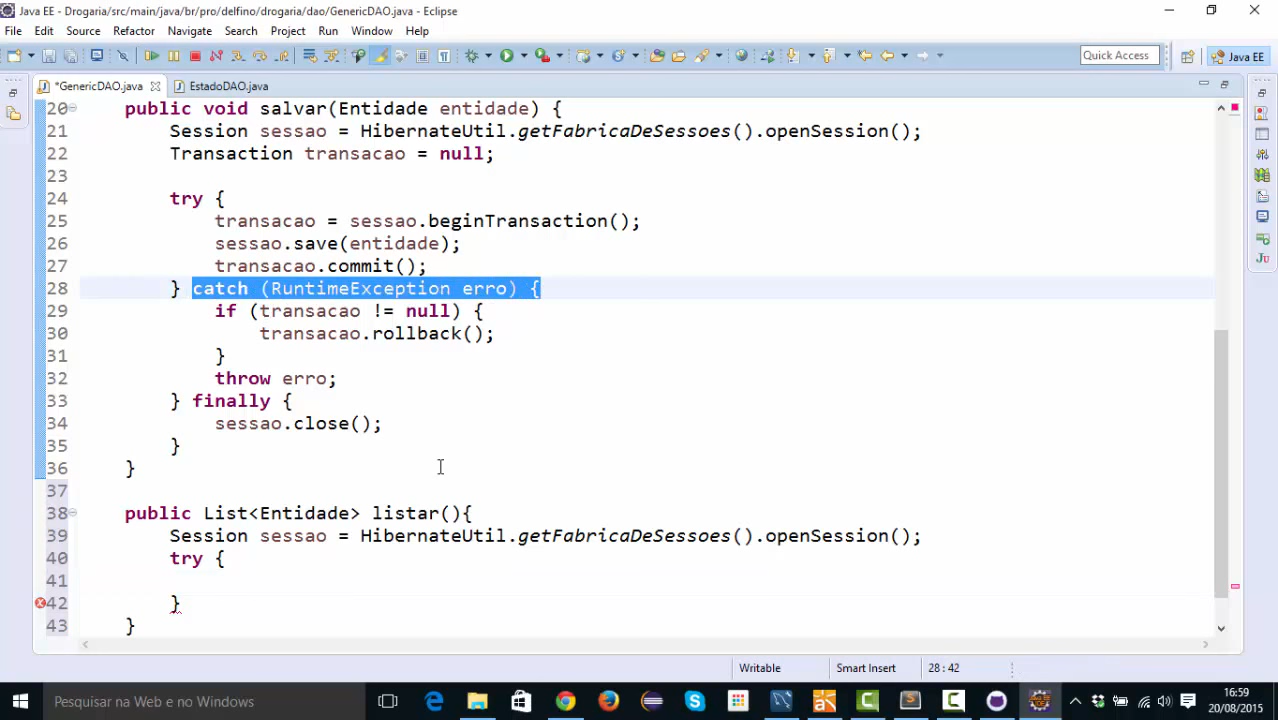 Java EE - Drogaria/src/main/java/br/pro/delfino/drogaria/dao/GenericDAO.java - Eclipse
File Edit Source Refactor Navigate Search Project Run Window Help
Quick Access
Java EE
*GenericDAO.java
EstadoDAO.java
20 public void salvar(Entidade entidade) {
21 Session sessao = HibernateUtil.getFabricaDeSessoes().openSession();
22 Transaction transacao = null;
23
24 try {
25 transacao = sessao.beginTransaction();
26 sessao.save(entidade);
27 transacao.commit();
28 } catch (RuntimeException erro) {
29 if (transacao != null) {
30 transacao.rollback();
31 }
32 throw erro;
33 } finally {
34 sessao.close();
35 }
36 }
37
38 public List<Entidade> listar(){
39 Session sessao = HibernateUtil.getFabricaDeSessoes().openSession();
40 try {
41
42 }
43 }
Writable Smart Insert 28 : 42
Pesquisar na Web e no Windows
16:59
20/08/2015